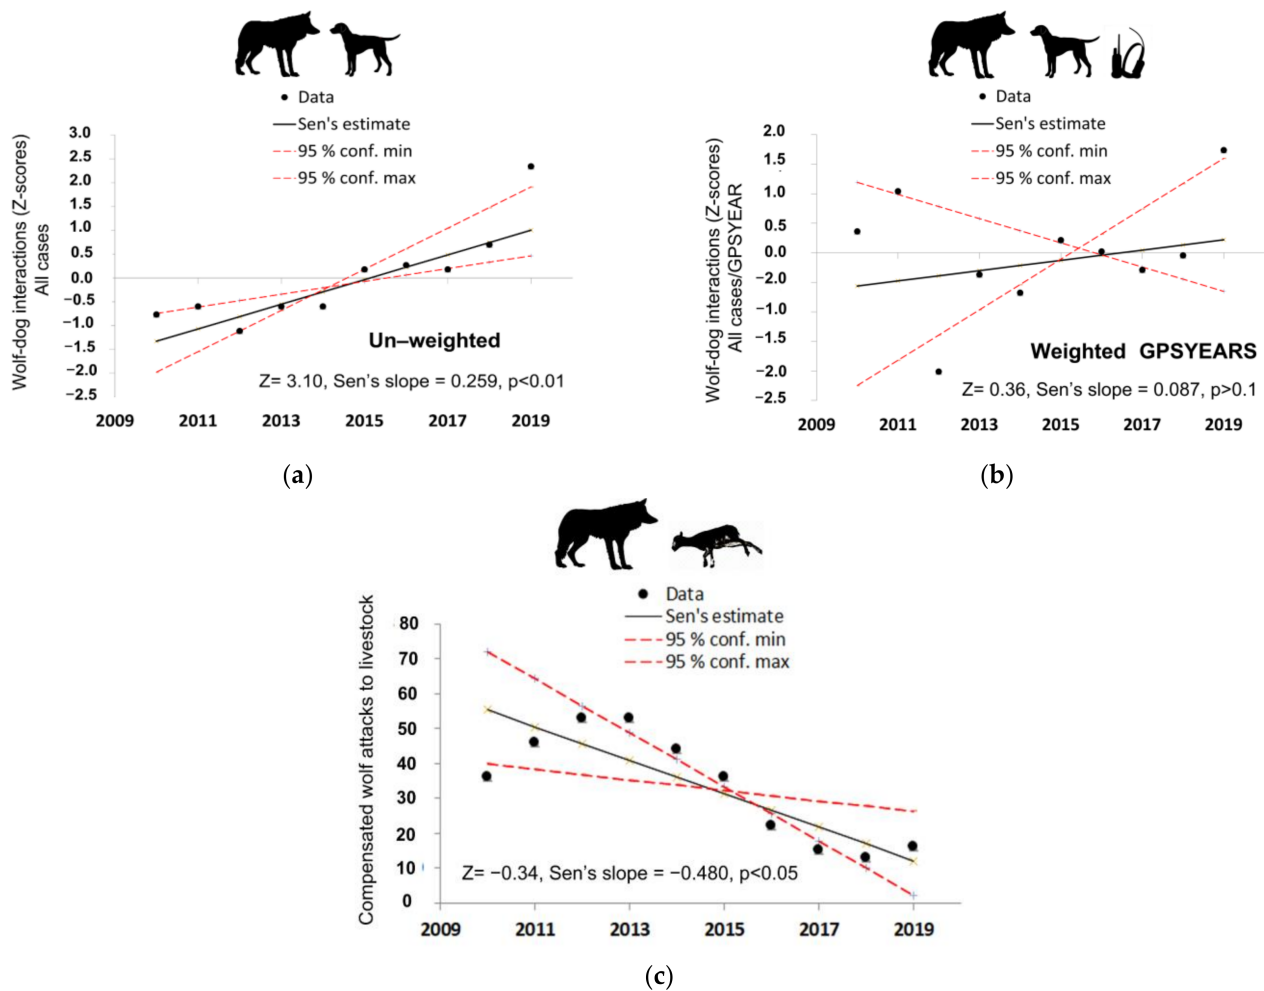 Data
Sen's estimate
95 % conf. min
95 % conf. max
Wolf-dog interactions (Z-scores)
All cases
3.0
2.5
2.0
1.5
1.0
0.5
0.0
−0.5
−1.0
−1.5
−2.0
−2.5
Un–weighted
Z= 3.10, Sen's slope = 0.259, p<0.01
2009 2011 2013 2015 2017 2019
(a)
Data
Sen's estimate
95 % conf. min
95 % conf. max
Wolf-dog interactions (Z-scores)
All cases/GPSYEAR
2.0
1.5
1.0
0.5
0.0
−2.0
−1.0
−1.5
−2.0
−2.5
Weighted GPSYEARS
Z= 0.36, Sen's slope = 0.087, p>0.1
2009 2011 2013 2015 2017 2019
(b)
Data
Sen's estimate
95 % conf. min
95 % conf. max
Compensated wolf attacks to livestock
80
70
60
50
40
30
20
10
0
Z= −0.34, Sen's slope = −0.480, p<0.05
2009 2011 2013 2015 2017 2019
(c)